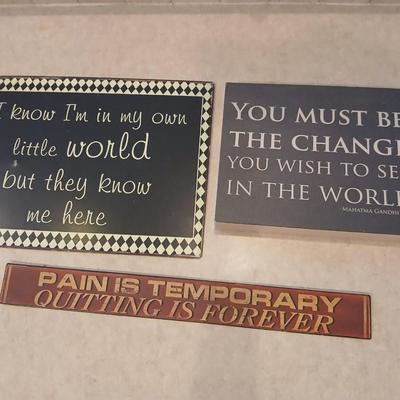 I know I'm in my own
little world
but they know
me here
YOU MUST BE
THE CHANGE
YOU WISH TO SE
IN THE WORL
-MAHATMA GANDHI
PAIN IS TEMPORARY
QUITTING IS FOREVER